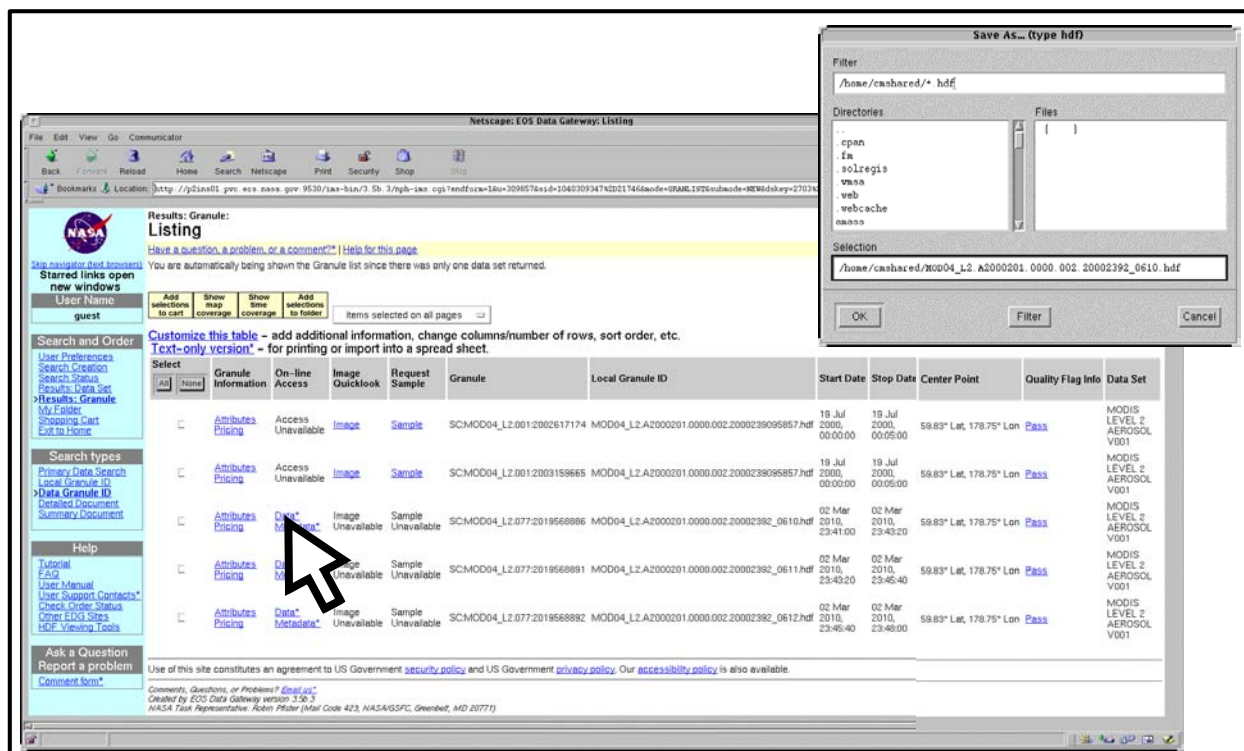 Save As... (type hdf)
Filter
/home/cmshared/*.hdf
Directories
Files
..
.cpan
.fm
.solregis
.vmsa
.web
.webcache
amass
[ ]
Selection
/home/cmshared/MOD04_L2.A2000201.0000.002.20002392_0610.hdf
OK
Filter
Cancel
Netscape: EOS Data Gateway: Listing
File Edit View Go Communicator
Back Forward Reload Home Search Netscape Print Security Shop Stop
Bookmarks Location:
NASA
Skip navigator (text browsers)
Starred links open
new windows
User Name
guest
Search and Order
User Preferences
Search Creation
Search Status
Results: Data Set
>Results: Granule
My Folder
Shopping Cart
Exit to Home
Search types
Primary Data Search
Local Granule ID
>Data Granule ID
Detailed Document
Summary Document
Help
Tutorial
FAQ
User Manual
User Support Contacts*
Check Order Status
Other EDG Sites
HDF Viewing Tools
Ask a Question
Report a problem
Comment form*
Results: Granule:
Listing
Have a question, a problem, or a comment?* | Help for this page
You are automatically being shown the Granule list since there was only one data set returned.
Add selections to cart
Show map coverage
Show time coverage
Add selections to folder
items selected on all pages
Customize this table - add additional information, change columns/number of rows, sort order, etc.
Text-only version* - for printing or import into a spread sheet.
Select All None Granule Information On-line Access Image Quicklook Request Sample Granule Local Granule ID Start Date Stop Date Center Point Quality Flag Info Data Set
Attributes Pricing Access Unavailable Image Sample SC:MOD04_L2.001:2002617174 MOD04_L2.A2000201.0000.002.2000239095857.hdf 19 Jul 2000, 00:00:00 19 Jul 2000, 00:05:00 59.83° Lat, 178.75° Lon Pass MODIS LEVEL 2 AEROSOL V001
Attributes Pricing Access Unavailable Image Sample SC:MOD04_L2.001:2003159665 MOD04_L2.A2000201.0000.002.2000239095857.hdf 19 Jul 2000, 00:00:00 19 Jul 2000, 00:05:00 59.83° Lat, 178.75° Lon Pass MODIS LEVEL 2 AEROSOL V001
Attributes Pricing Image Unavailable Sample Unavailable SC:MOD04_L2.077:2019568886 MOD04_L2.A2000201.0000.002.20002392_0610.hdf 02 Mar 2010, 23:41:00 02 Mar 2010, 23:43:20 59.83° Lat, 178.75° Lon Pass MODIS LEVEL 2 AEROSOL V001
Attributes Pricing Unavailable Sample Unavailable SC:MOD04_L2.077:2019568891 MOD04_L2.A2000201.0000.002.20002392_0611.hdf 02 Mar 2010, 23:43:20 02 Mar 2010, 23:45:40 59.83° Lat, 178.75° Lon Pass MODIS LEVEL 2 AEROSOL V001
Attributes Pricing Data* Metadata* Image Unavailable Sample Unavailable SC:MOD04_L2.077:2019568892 MOD04_L2.A2000201.0000.002.20002392_0612.hdf 02 Mar 2010, 23:45:40 02 Mar 2010, 23:48:00 59.83° Lat, 178.75° Lon Pass MODIS LEVEL 2 AEROSOL V001
Use of this site constitutes an agreement to US Government security policy and US Government privacy policy. Our accessibility policy is also available.
Comments, Questions, or Problems? Email us*
Created by EOS Data Gateway version 3.5b.3
NASA Task Representative: Robin Pfister (Mail Code 423, NASA/GSFC, Greenbelt, MD 20771)